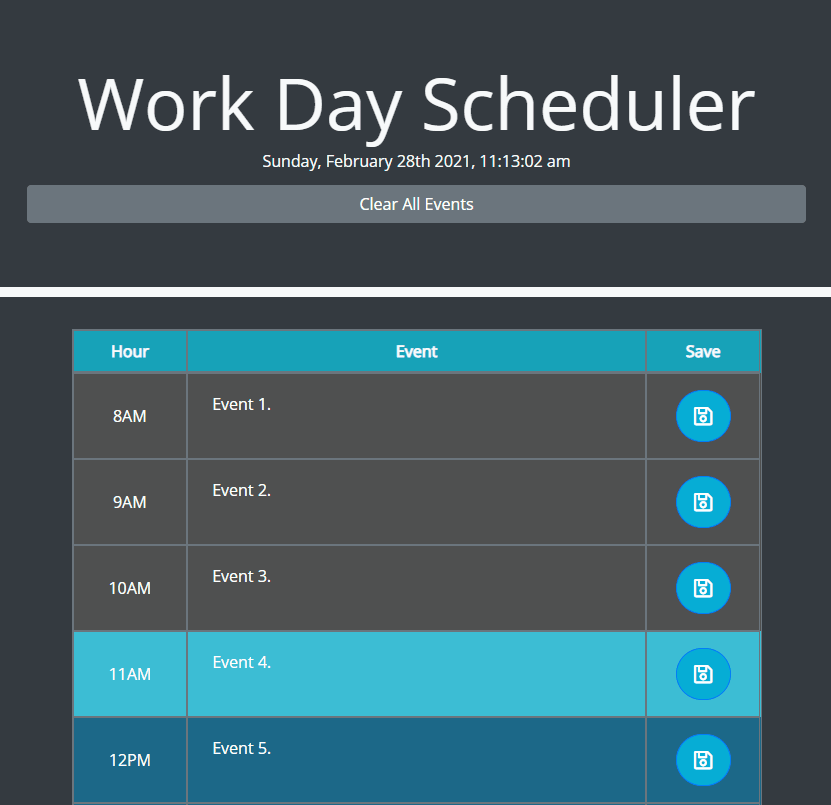 Work Day Scheduler
Sunday, February 28th 2021, 11:13:02 am
Clear All Events
Hour Event Save
8AM Event 1.
9AM Event 2.
10AM Event 3.
11AM Event 4.
12PM Event 5.